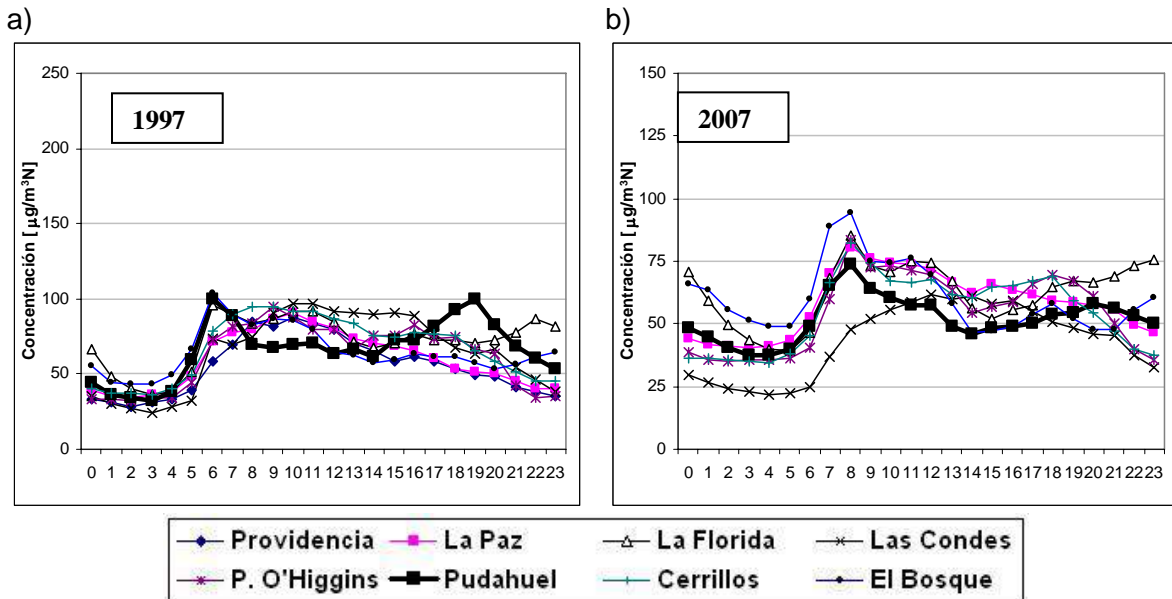 a)
b)
1997
Concentración [ µg/m³N]
250
200
150
100
50
0
0 1 2 3 4 5 6 7 8 9 10 11 12 13 14 15 16 17 18 19 20 21 22 23
2007
Concentración [ µg/m³N]
150
125
100
75
50
25
0
0 1 2 3 4 5 6 7 8 9 10 11 12 13 14 15 16 17 18 19 20 21 22 23
Providencia La Paz La Florida Las Condes
P. O'Higgins Pudahuel Cerrillos El Bosque